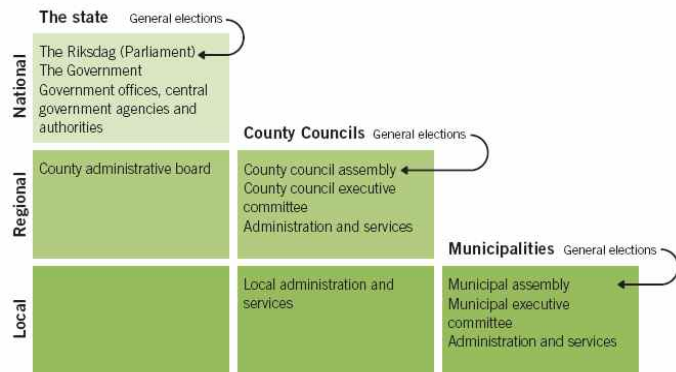 The state General elections
National
The Riksdag (Parliament)
The Government
Government offices, central
government agencies and
authorities
County Councils General elections
Regional
County administrative board
County council assembly
County council executive
committee
Administration and services
Municipalities General elections
Local
Local administration and
services
Municipal assembly
Municipal executive
committee
Administration and services